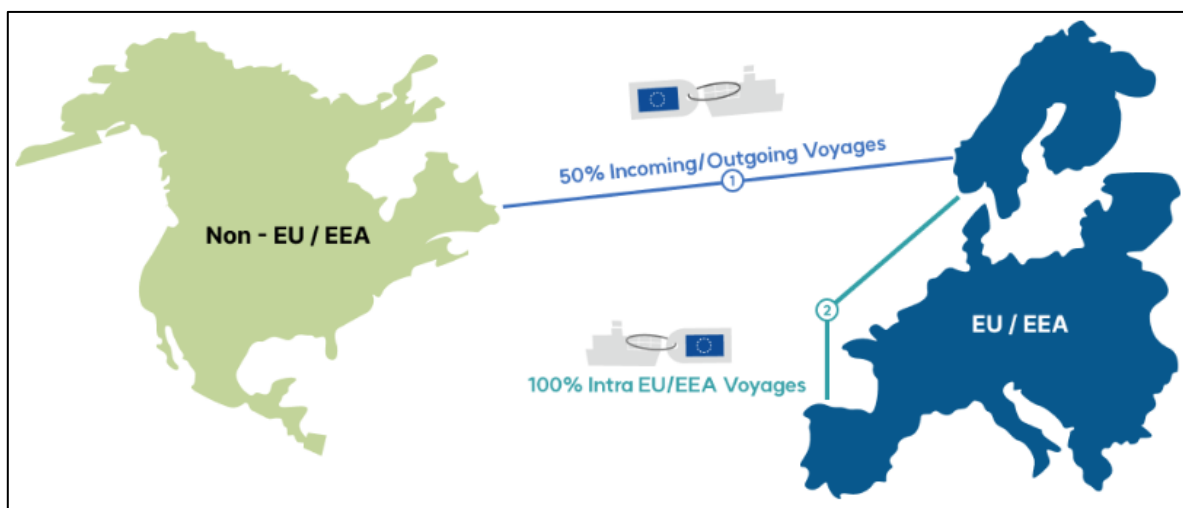 50% Incoming/Outgoing Voyages
1
Non - EU / EEA
2
EU / EEA
100% Intra EU/EEA Voyages